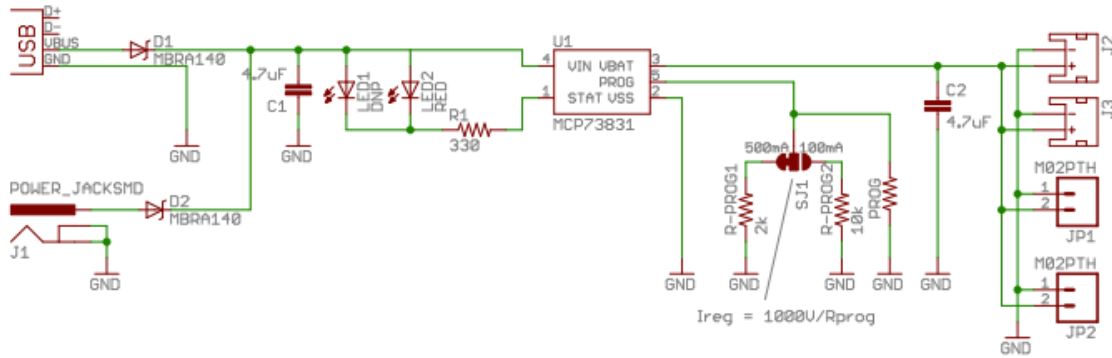 D+
D-
USB
VBUS
GND
D1
MBRA140
4.7uF
C1
GND
GND
LED1
DNP
LED2
RED
R1
330
U1
4
VIN VBAT
3
PROG
5
1
STAT VSS
2
MCP73831
POWER_JACKSMD
D2
MBRA140
J1
GND
500mA 100mA
R-PROG1
2k
SJ1
R-PROG2
10k
PROG
GND
GND
GND
GND
GND
Ireg = 1000V/Rprog
C2
4.7uF
J2
-
+
J3
-
+
M02PTH
1
2
JP1
M02PTH
1
2
JP2
GND